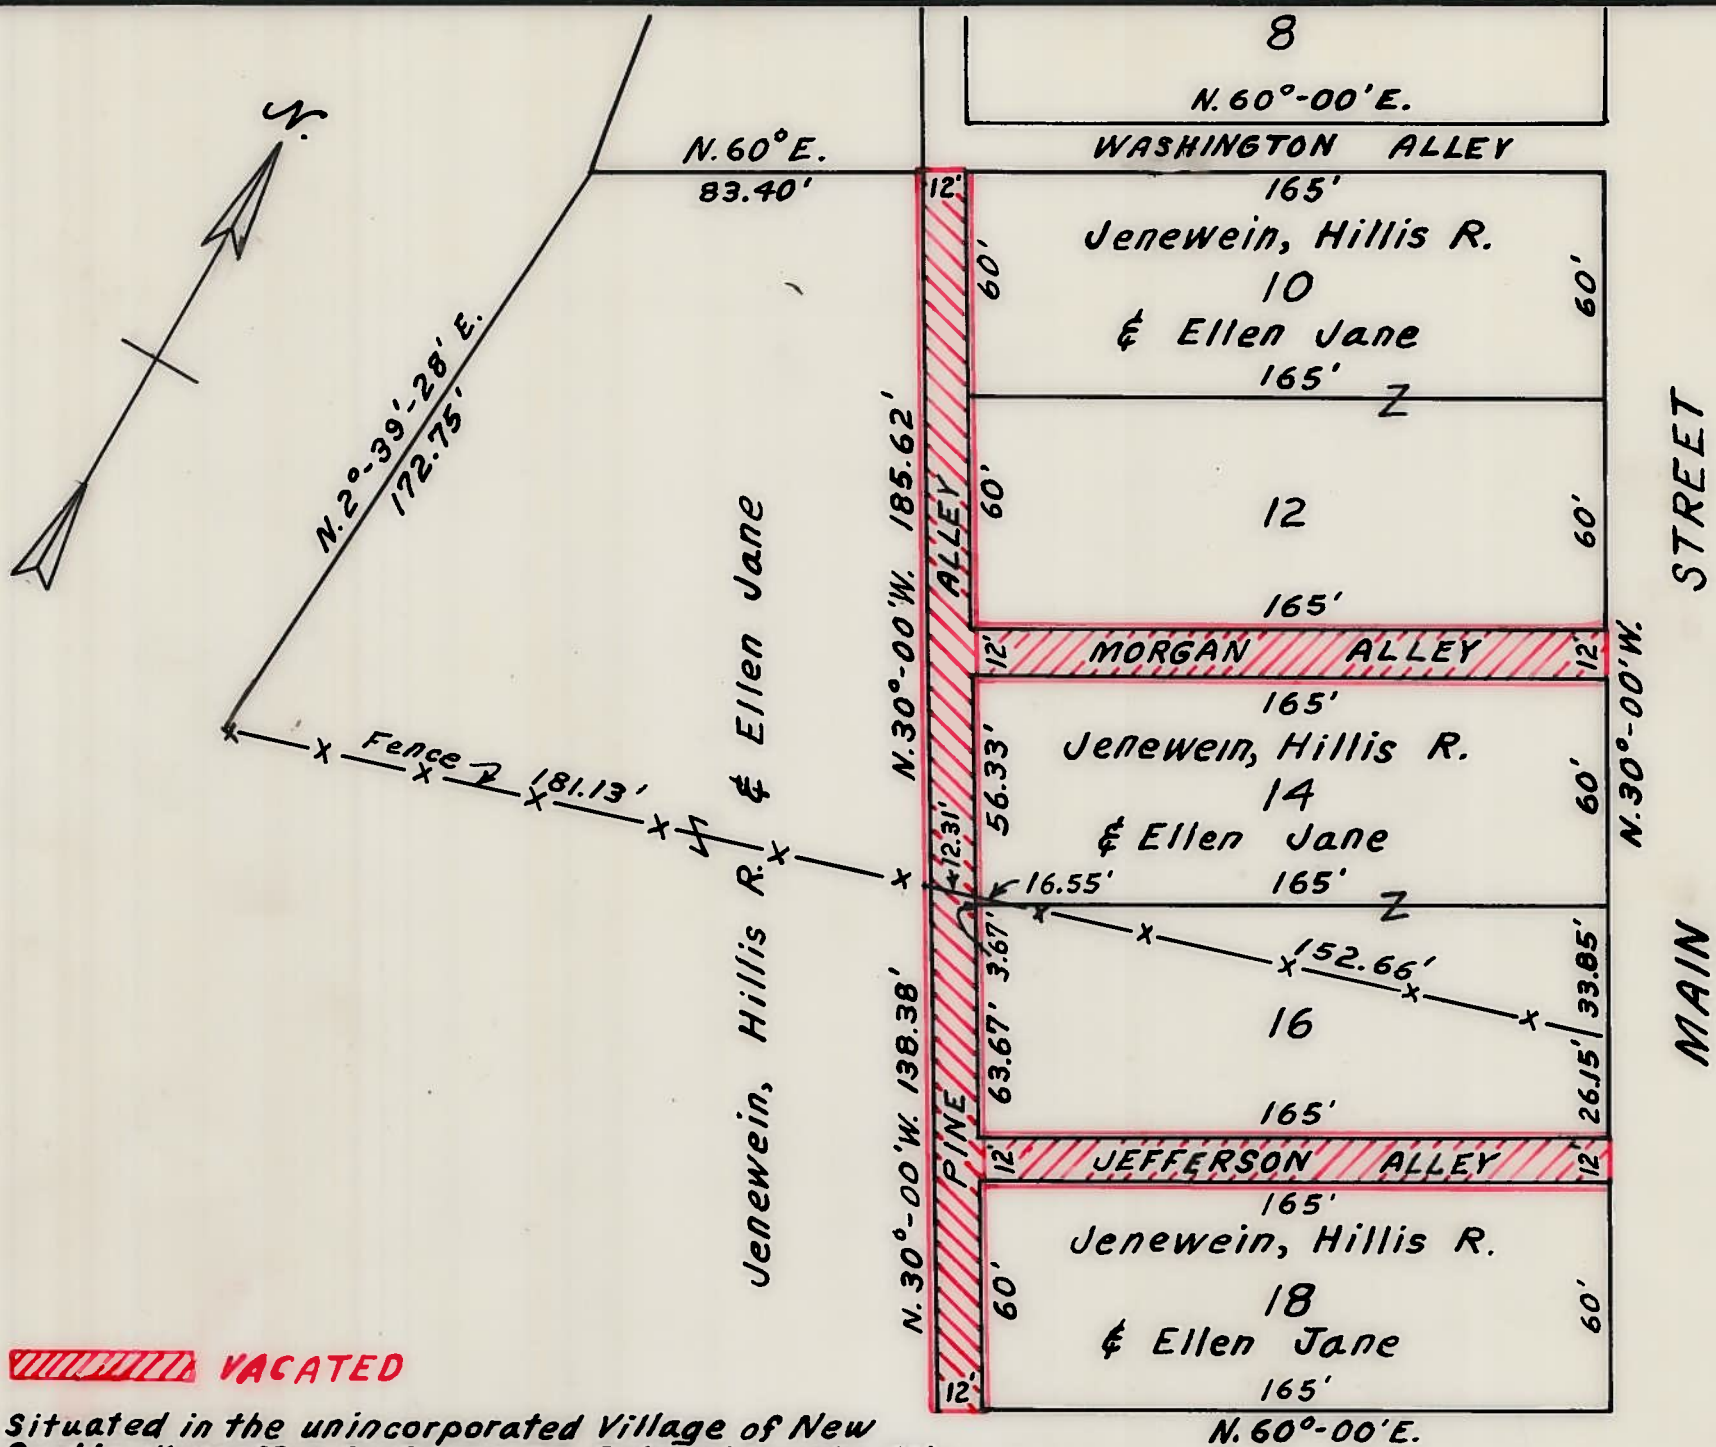 8
N. 60°-00' E.
WASHINGTON ALLEY
N.
N. 60° E.
83.40'
12'
165'
Jenewein, Hillis R.
10
& Ellen Jane
165'
60'
60'
N. 2°-39'-28' E.
172.75'
Z
12
165'
60'
60'
N. 30°-00' W. 185.62'
PINE ALLEY
STREET
MAIN
N. 30°-00' W.
12' MORGAN ALLEY 12'
165'
Jenewein, Hillis R.
14
& Ellen Jane
165'
56.33'
60'
Fence
181.13'
Jenewein, Hillis R. & Ellen Jane
12.31'
16.55'
Z
3.67'
63.67'
152.66'
33.85'
16
26.15'
165'
N. 30°-00' W. 138.38'
12' JEFFERSON ALLEY 12'
165'
Jenewein, Hillis R.
18
& Ellen Jane
165'
60'
60'
12'
N. 60°-00' E.
VACATED
Situated in the unincorporated Village of New